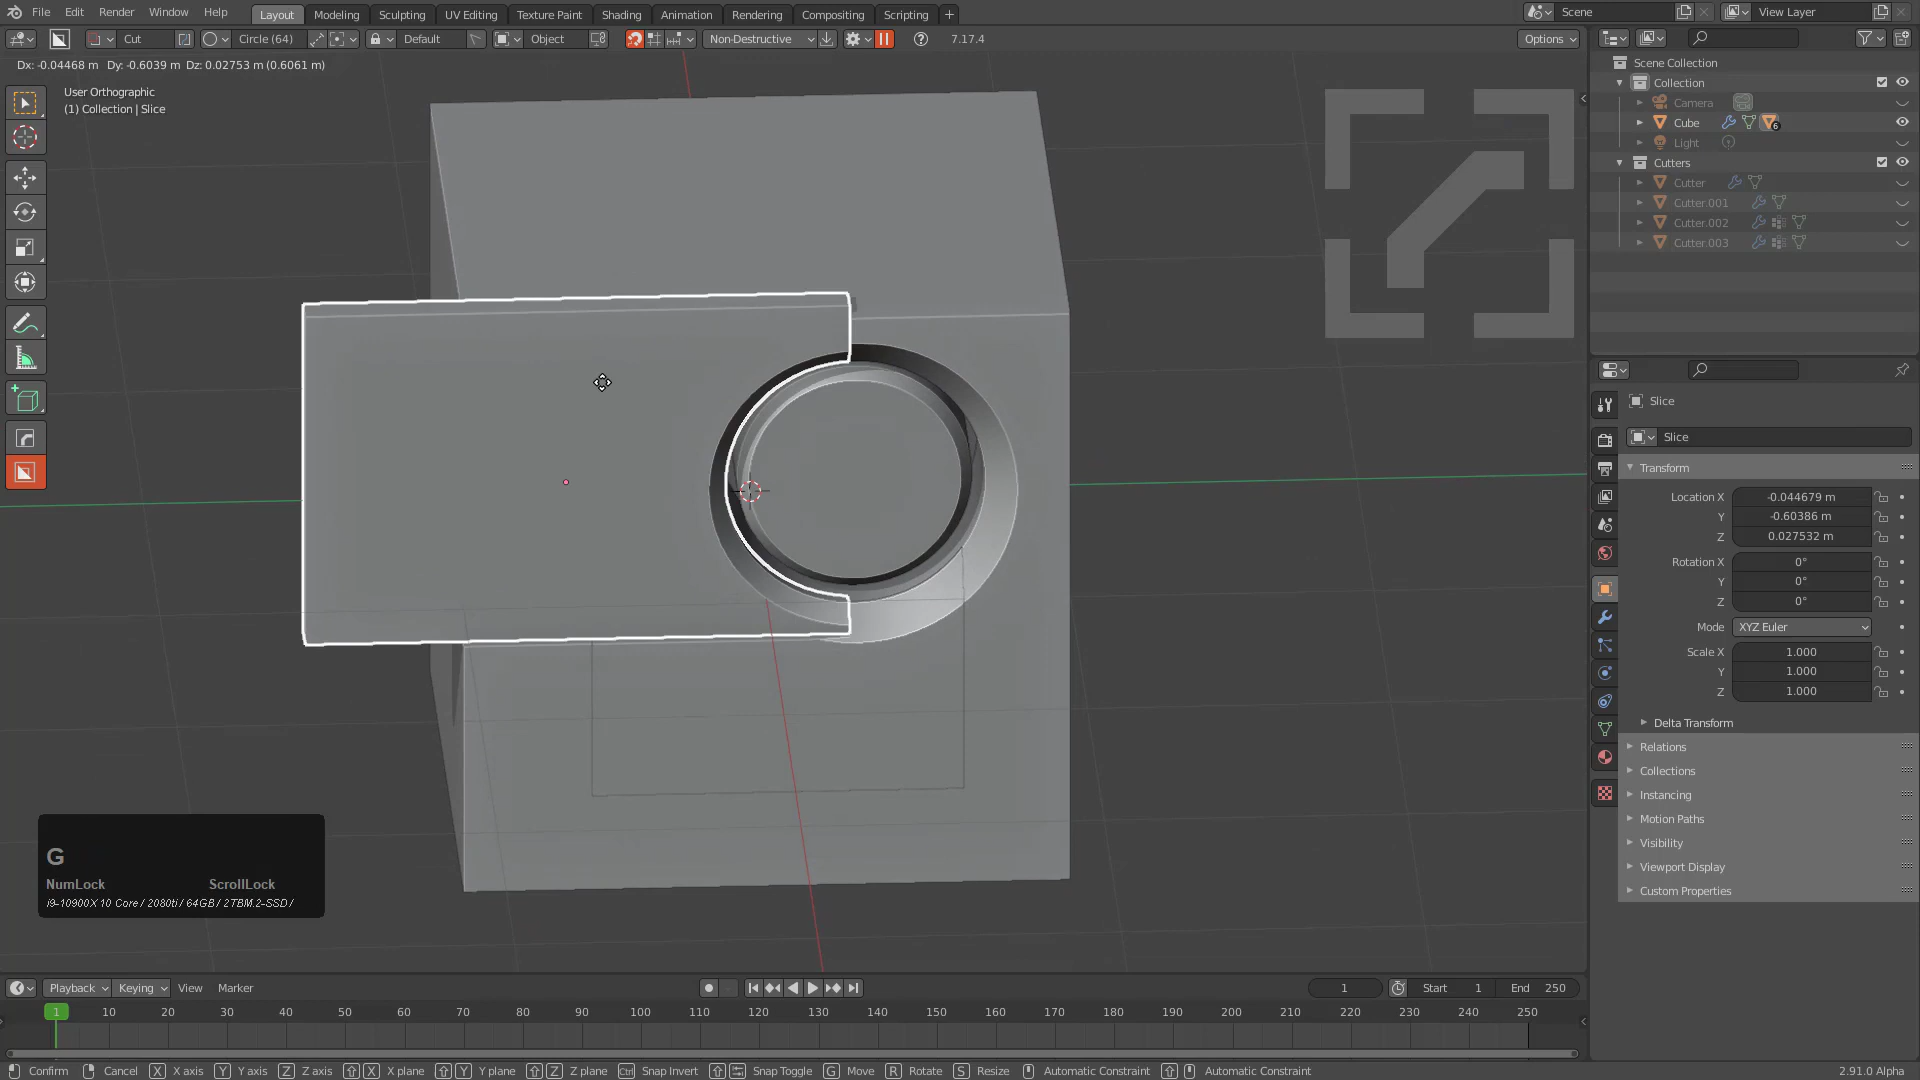 File Edit Render Window Help Layout Modeling Sculpting UV Editing Texture Paint Shading Animation Rendering Compositing Scripting + Scene View Layer
Cut Circle (64) Default Object Non-Destructive 7.17.4 Options
Dx: -0.04468 m Dy: -0.6039 m Dz: 0.02753 m (0.6061 m)
User Orthographic
(1) Collection | Slice
Scene Collection
Collection
Camera
Cube 6
Light
Cutters
Cutter
Cutter.001
Cutter.002
Cutter.003
Slice
Slice
Transform
Location X -0.044679 m
Y -0.60386 m
Z 0.027532 m
Rotation X 0°
Y 0°
Z 0°
Mode XYZ Euler
Scale X 1.000
Y 1.000
Z 1.000
Delta Transform
Relations
Collections
Instancing
Motion Paths
Visibility
Viewport Display
Custom Properties
G
NumLock ScrollLock
i9-10900X 10 Core / 2080ti / 64GB / 2TBM.2-SSD /
Playback Keying View Marker 1 Start 1 End 250
1 10 20 30 40 50 60 70 80 90 100 110 120 130 140 150 160 170 180 190 200 210 220 230 240 250
Confirm Cancel X X axis Y Y axis Z Z axis X X plane Y Y plane Z Z plane Ctrl Snap Invert Snap Toggle G Move R Rotate S Resize Automatic Constraint Automatic Constraint 2.91.0 Alpha